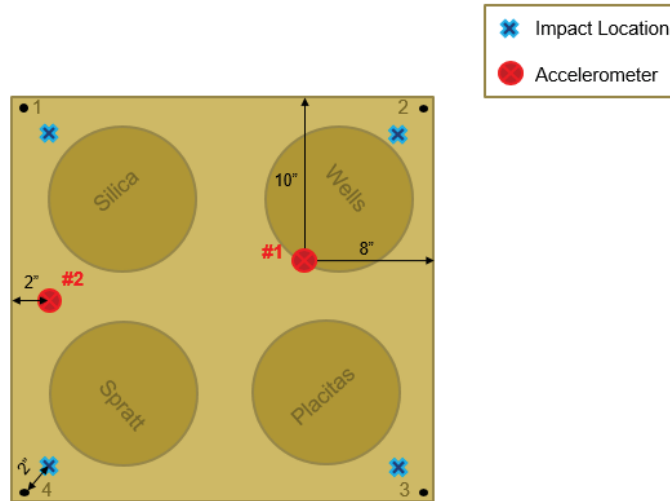 Impact Location
Accelerometer
1
2
Silica
Wells
10”
8”
#1
#2
2”
Spratt
Placitas
2”
4
3